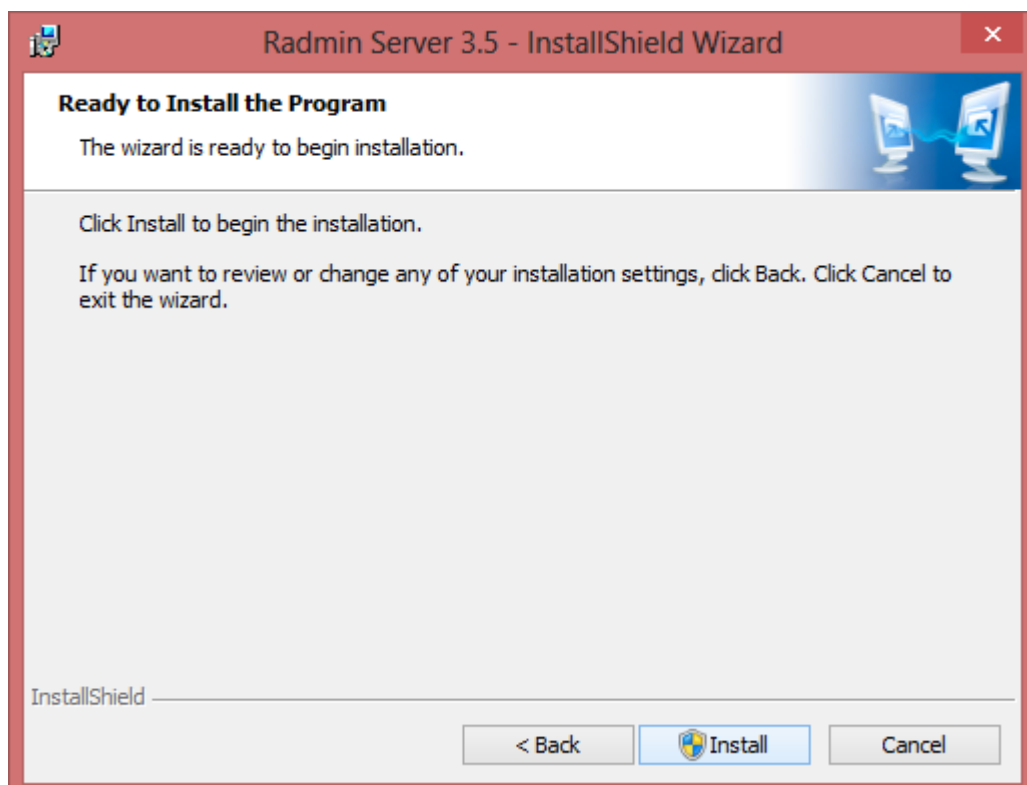 Radmin Server 3.5 - InstallShield Wizard
Ready to Install the Program
The wizard is ready to begin installation.
Click Install to begin the installation.
If you want to review or change any of your installation settings, click Back. Click Cancel to
exit the wizard.
InstallShield
< Back Install Cancel